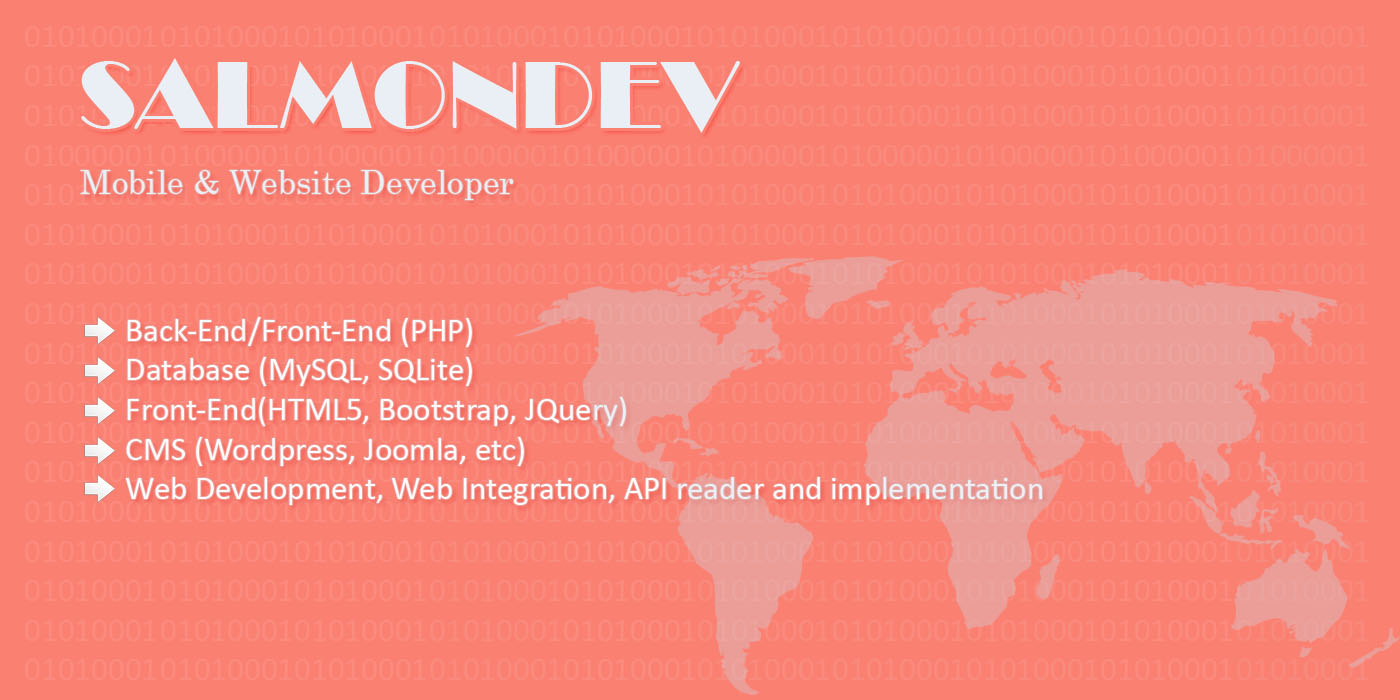 SALMONDEV
Mobile & Website Developer
Back-End/Front-End (PHP)
Database (MySQL, SQLite)
Front-End(HTML5, Bootstrap, JQuery)
CMS (Wordpress, Joomla, etc)
Web Development, Web Integration, API reader and implementation